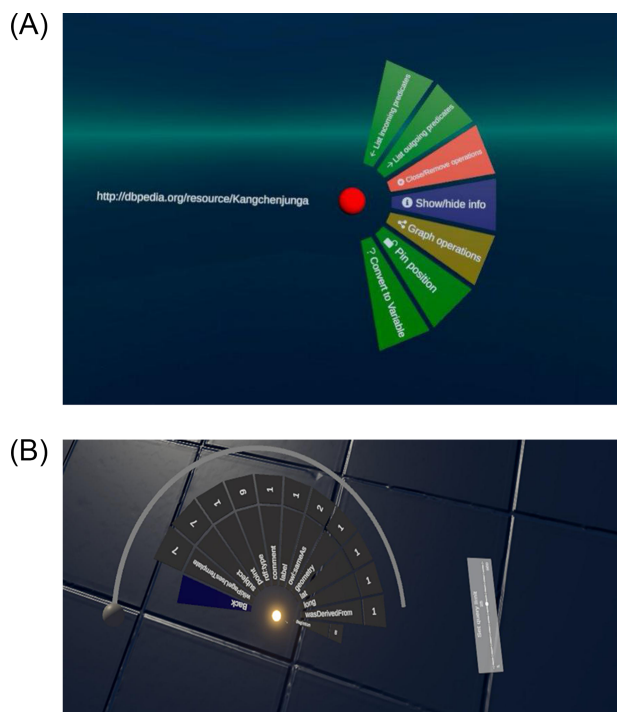 (A)
← List incoming predicates
→ List outgoing predicates
Close/Remove operations
http://dbpedia.org/resource/Kangchenjunga
Show/hide info
Graph operations
Pin position
? Convert to Variable
(B)
7
7
1
6
1
1
2
1
1
1
1
wikiPageUsesTemplate
subject
point
rdf:type
comment
label
owl:sameAs
geometry
lat
long
wasDerivedFrom
Back